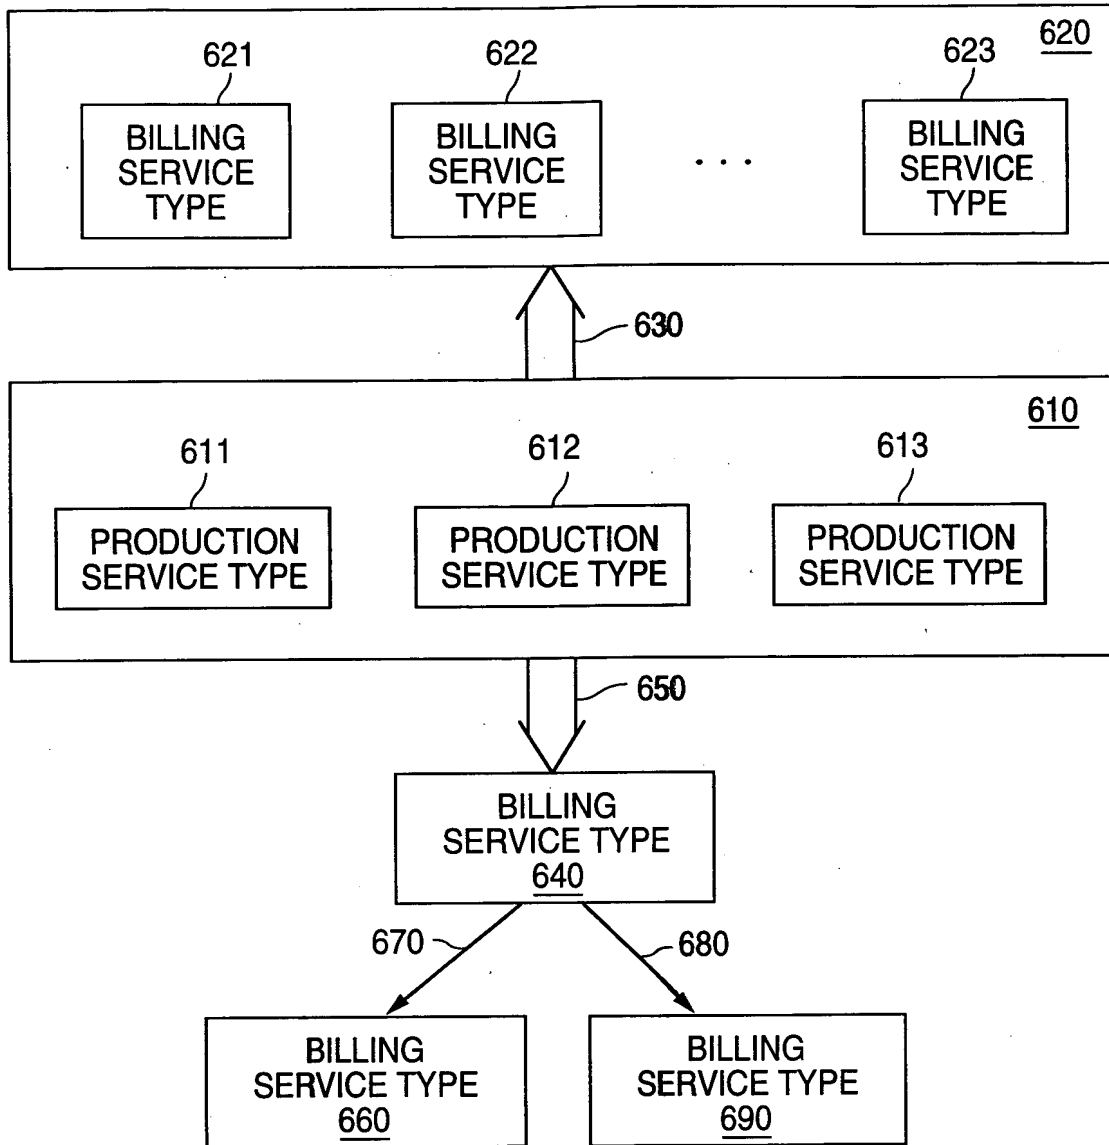 620
621
622
623
BILLING
SERVICE
TYPE
BILLING
SERVICE
TYPE
. . .
BILLING
SERVICE
TYPE
630
610
611
612
613
PRODUCTION
SERVICE TYPE
PRODUCTION
SERVICE TYPE
PRODUCTION
SERVICE TYPE
650
BILLING
SERVICE TYPE
640
670
680
BILLING
SERVICE TYPE
660
BILLING
SERVICE TYPE
690